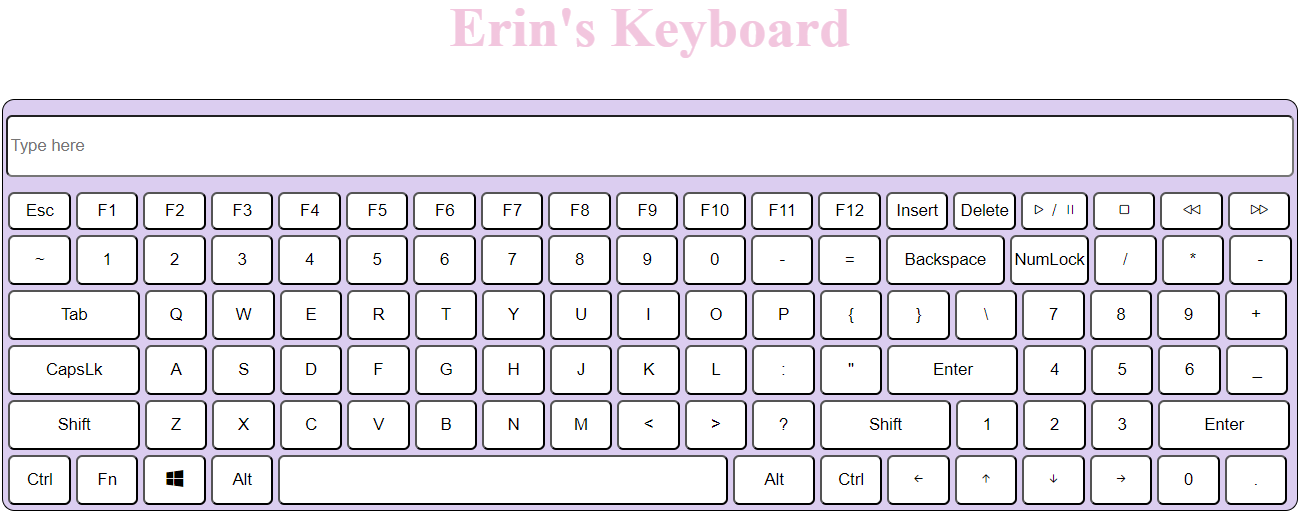 Erin's Keyboard
Type here
Esc F1 F2 F3 F4 F5 F6 F7 F8 F9 F10 F11 F12 Insert Delete ▷ / ⏸ □ ◁◁ ▷▷
~ 1 2 3 4 5 6 7 8 9 0 - = Backspace NumLock / * -
Tab Q W E R T Y U I O P { } \ 7 8 9 +
CapsLk A S D F G H J K L : " Enter 4 5 6 _
Shift Z X C V B N M < > ? Shift 1 2 3 Enter
Ctrl Fn Alt Alt Ctrl ← ↑ ↓ → 0 .